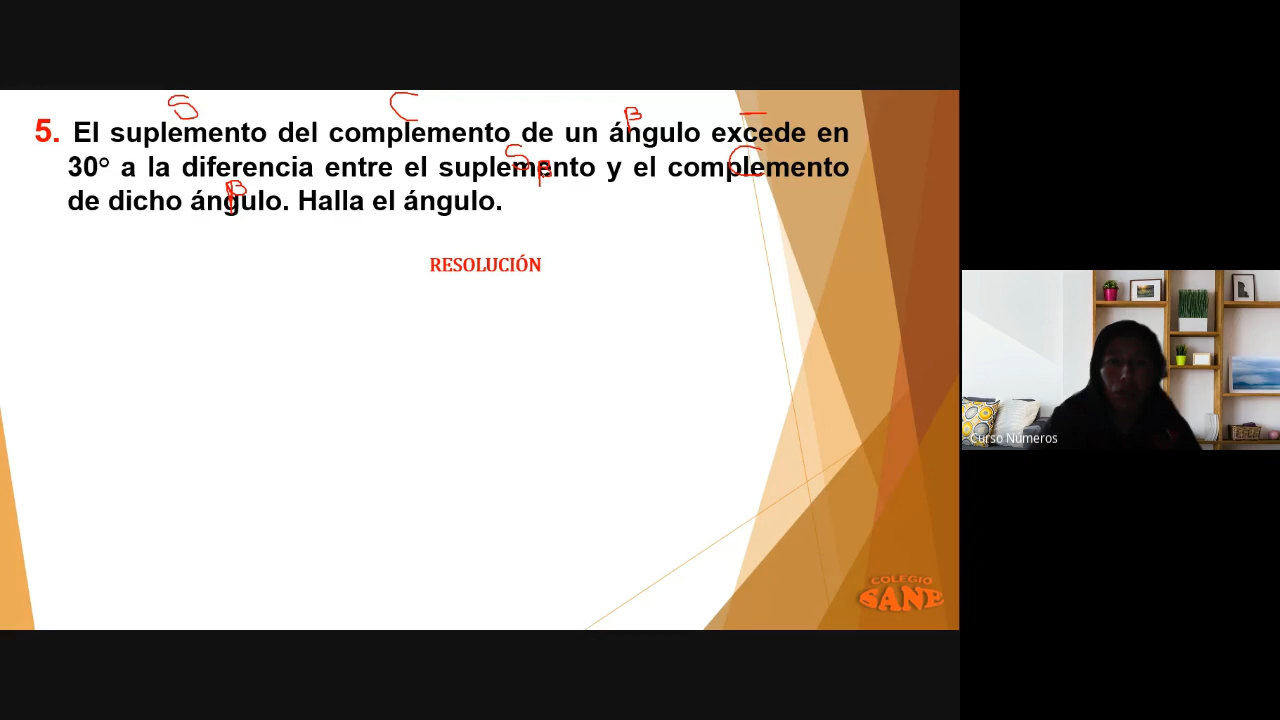 S C β —
5. El suplemento del complemento de un ángulo excede en
S β C
30° a la diferencia entre el suplemento y el complemento
β
de dicho ángulo. Halla el ángulo.
RESOLUCIÓN
Curso Números
COLEGIO
SANE